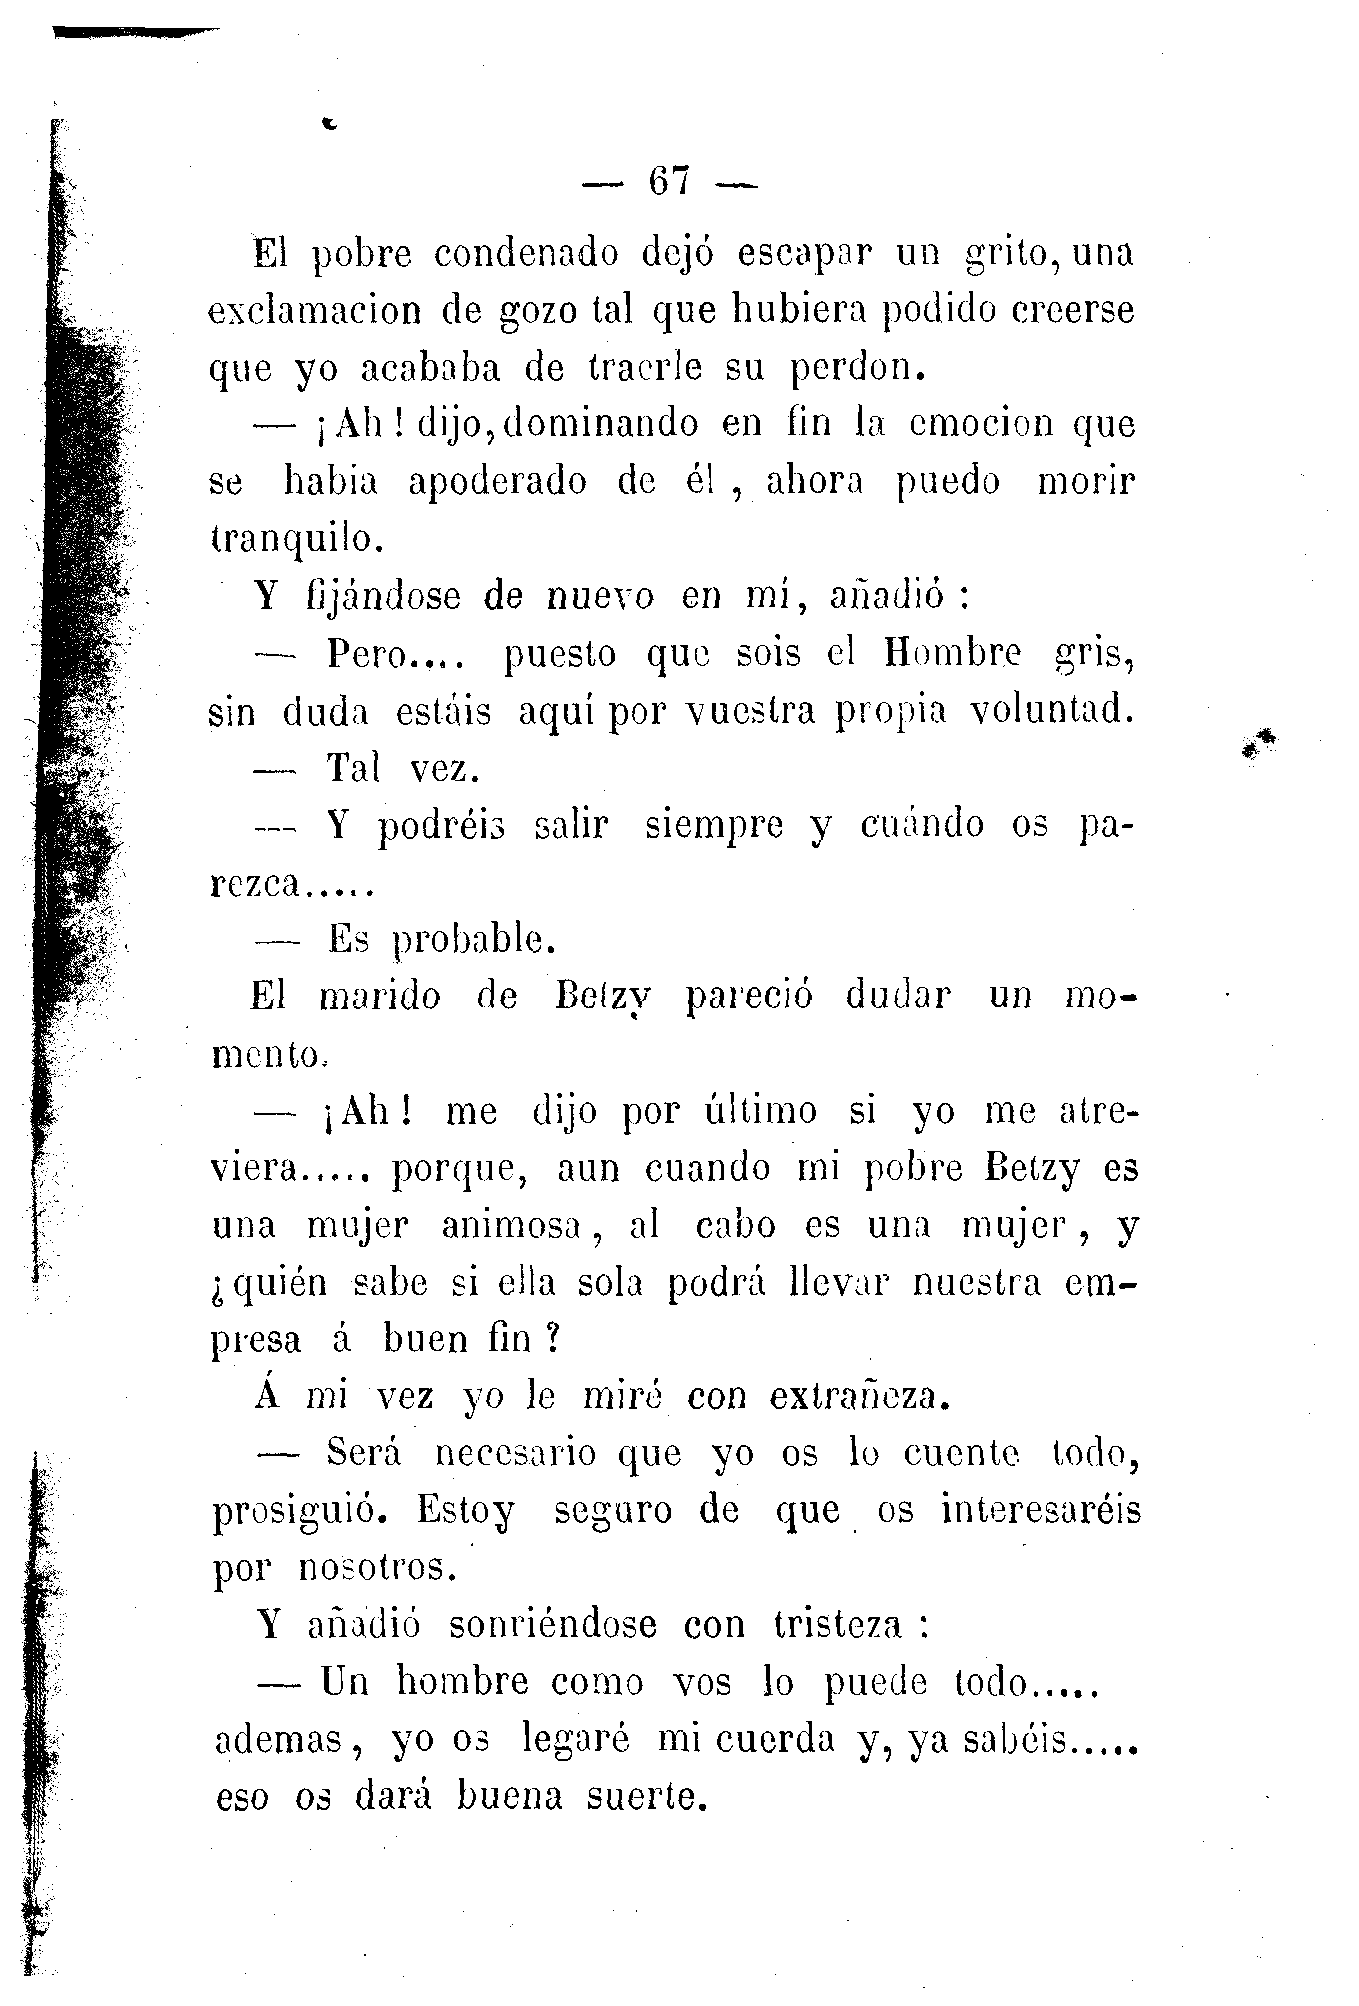 — 67 —
El pobre condenado dejó escapar un grito, una
exclamacion de gozo tal que hubiera podido creerse
que yo acababa de traerle su perdon.
— ¡Ah! dijo, dominando en fin la emocion que
se habia apoderado de él, ahora puedo morir
tranquilo.
Y fijándose de nuevo en mí, añadió:
— Pero.... puesto que sois el Hombre gris,
sin duda estáis aquí por vuestra propia voluntad.
— Tal vez.
— Y podréis salir siempre y cuándo os pa-
rezca.....
— Es probable.
El marido de Betzy pareció dudar un mo-
mento.
— ¡Ah! me dijo por último si yo me atre-
viera..... porque, aun cuando mi pobre Betzy es
una mujer animosa, al cabo es una mujer, y
¿quién sabe si ella sola podrá llevar nuestra em-
presa á buen fin?
Á mi vez yo le miré con extrañeza.
— Será necesario que yo os lo cuente todo,
prosiguió. Estoy seguro de que os interesaréis
por nosotros.
Y añadió sonriéndose con tristeza:
— Un hombre como vos lo puede todo.....
ademas, yo os legaré mi cuerda y, ya sabéis.....
eso os dará buena suerte.